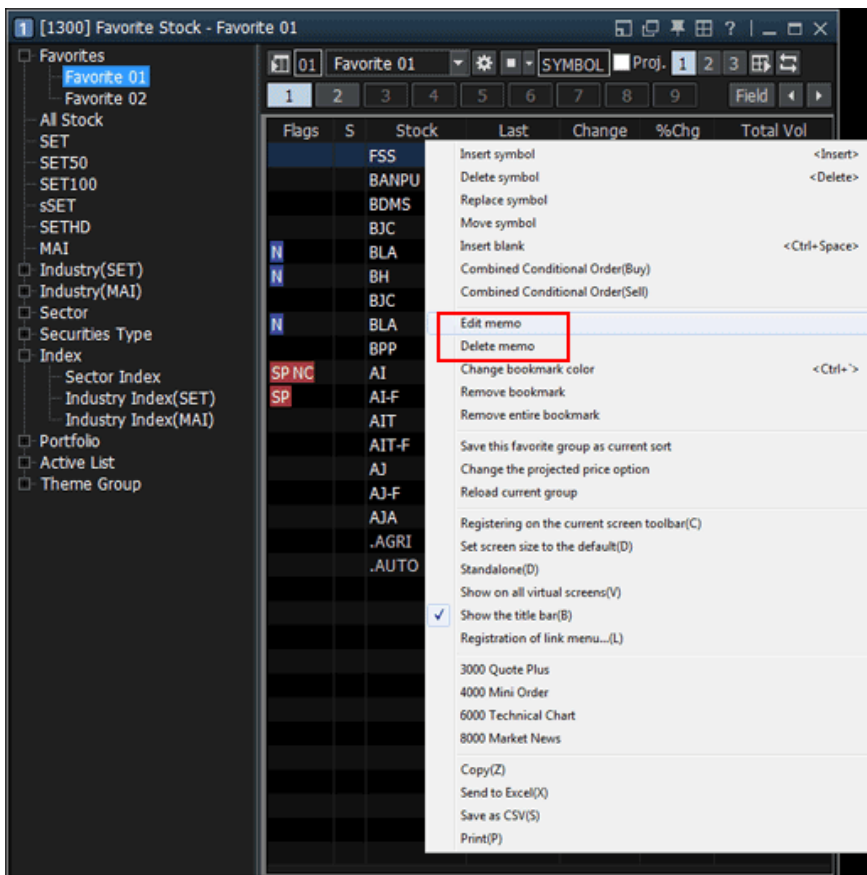 1 [1300] Favorite Stock - Favorite 01 ?
Favorites
Favorite 01
Favorite 02
All Stock
SET
SET50
SET100
sSET
SETHD
MAI
Industry(SET)
Industry(MAI)
Sector
Securities Type
Index
Sector Index
Industry Index(SET)
Industry Index(MAI)
Portfolio
Active List
Theme Group
01 Favorite 01 SYMBOL Proj. 1 2 3
1 2 3 4 5 6 7 8 9 Field
Flags S Stock Last Change %Chg Total Vol
FSS
BANPU
BDMS
BJC
N BLA
N BH
BJC
N BLA
BPP
SP NC AI
SP AI-F
AIT
AIT-F
AJ
AJ-F
AJA
.AGRI
.AUTO
Insert symbol <Insert>
Delete symbol <Delete>
Replace symbol
Move symbol
Insert blank <Ctrl+Space>
Combined Conditional Order(Buy)
Combined Conditional Order(Sell)
Edit memo
Delete memo
Change bookmark color <Ctrl+`>
Remove bookmark
Remove entire bookmark
Save this favorite group as current sort
Change the projected price option
Reload current group
Registering on the current screen toolbar(C)
Set screen size to the default(D)
Standalone(D)
Show on all virtual screens(V)
Show the title bar(B)
Registration of link menu...(L)
3000 Quote Plus
4000 Mini Order
6000 Technical Chart
8000 Market News
Copy(Z)
Send to Excel(X)
Save as CSV(S)
Print(P)